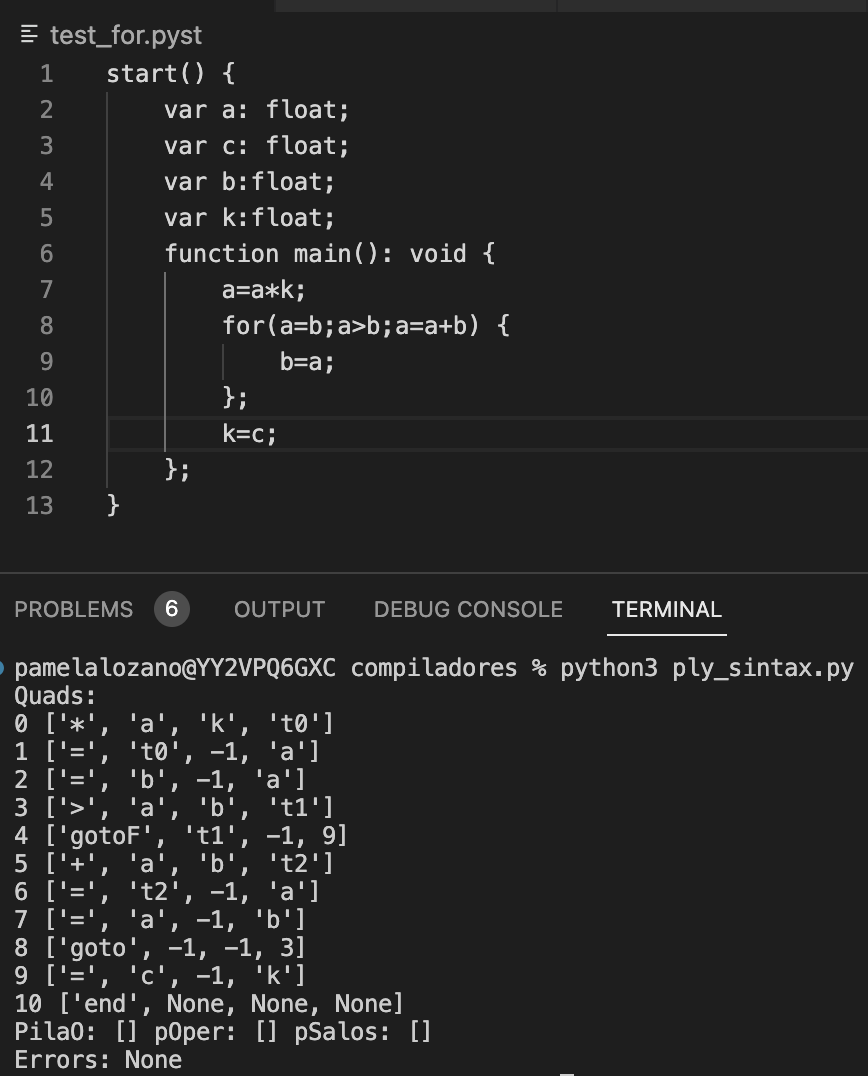 test_for.pyst
1 start() {
2 var a: float;
3 var c: float;
4 var b:float;
5 var k:float;
6 function main(): void {
7 a=a*k;
8 for(a=b;a>b;a=a+b) {
9 b=a;
10 };
11 k=c;
12 };
13 }
PROBLEMS 6 OUTPUT DEBUG CONSOLE TERMINAL
pamelalozano@YY2VPQ6GXC compiladores % python3 ply_sintax.py
Quads:
0 ['*', 'a', 'k', 't0']
1 ['=', 't0', -1, 'a']
2 ['=', 'b', -1, 'a']
3 ['>', 'a', 'b', 't1']
4 ['gotoF', 't1', -1, 9]
5 ['+', 'a', 'b', 't2']
6 ['=', 't2', -1, 'a']
7 ['=', 'a', -1, 'b']
8 ['goto', -1, -1, 3]
9 ['=', 'c', -1, 'k']
10 ['end', None, None, None]
PilaO: [] pOper: [] pSalos: []
Errors: None